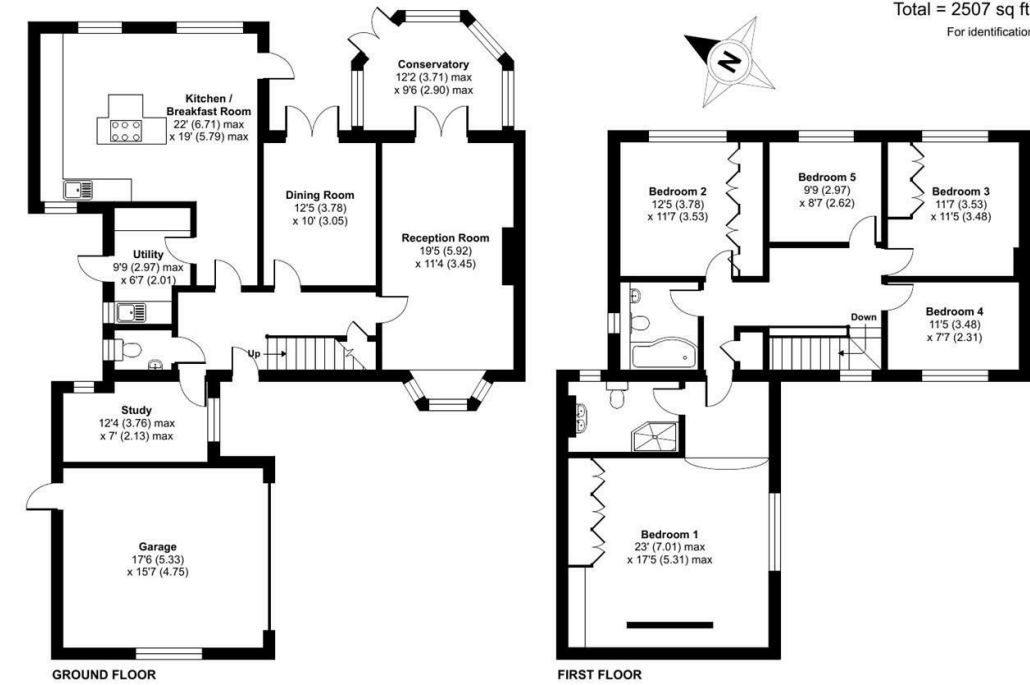 Total = 2507 sq ft
For identification
N
Conservatory
12'2 (3.71) max
x 9'6 (2.90) max
Kitchen /
Breakfast Room
22' (6.71) max
x 19' (5.79) max
Dining Room
12'5 (3.78)
x 10' (3.05)
Reception Room
19'5 (5.92)
x 11'4 (3.45)
Utility
9'9 (2.97) max
x 6'7 (2.01)
Up
Study
12'4 (3.76) max
x 7' (2.13) max
Garage
17'6 (5.33)
x 15'7 (4.75)
GROUND FLOOR
Bedroom 2
12'5 (3.78)
x 11'7 (3.53)
Bedroom 5
9'9 (2.97)
x 8'7 (2.62)
Bedroom 3
11'7 (3.53)
x 11'5 (3.48)
Bedroom 4
11'5 (3.48)
x 7'7 (2.31)
Down
Bedroom 1
23' (7.01) max
x 17'5 (5.31) max
FIRST FLOOR